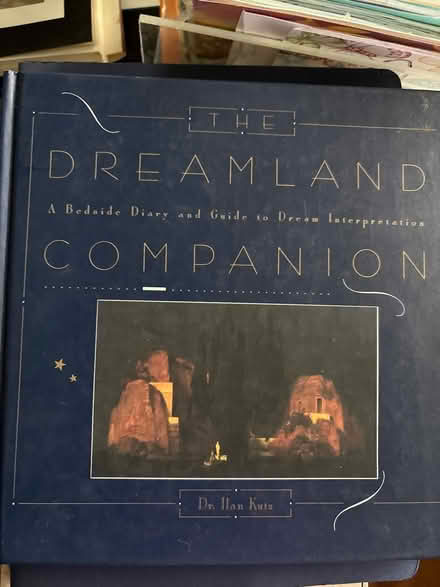 THE
DREAMLAND
A Bedside Diary and Guide to Dream Interpretation
COMPANION
Dr. Ilan Kutz